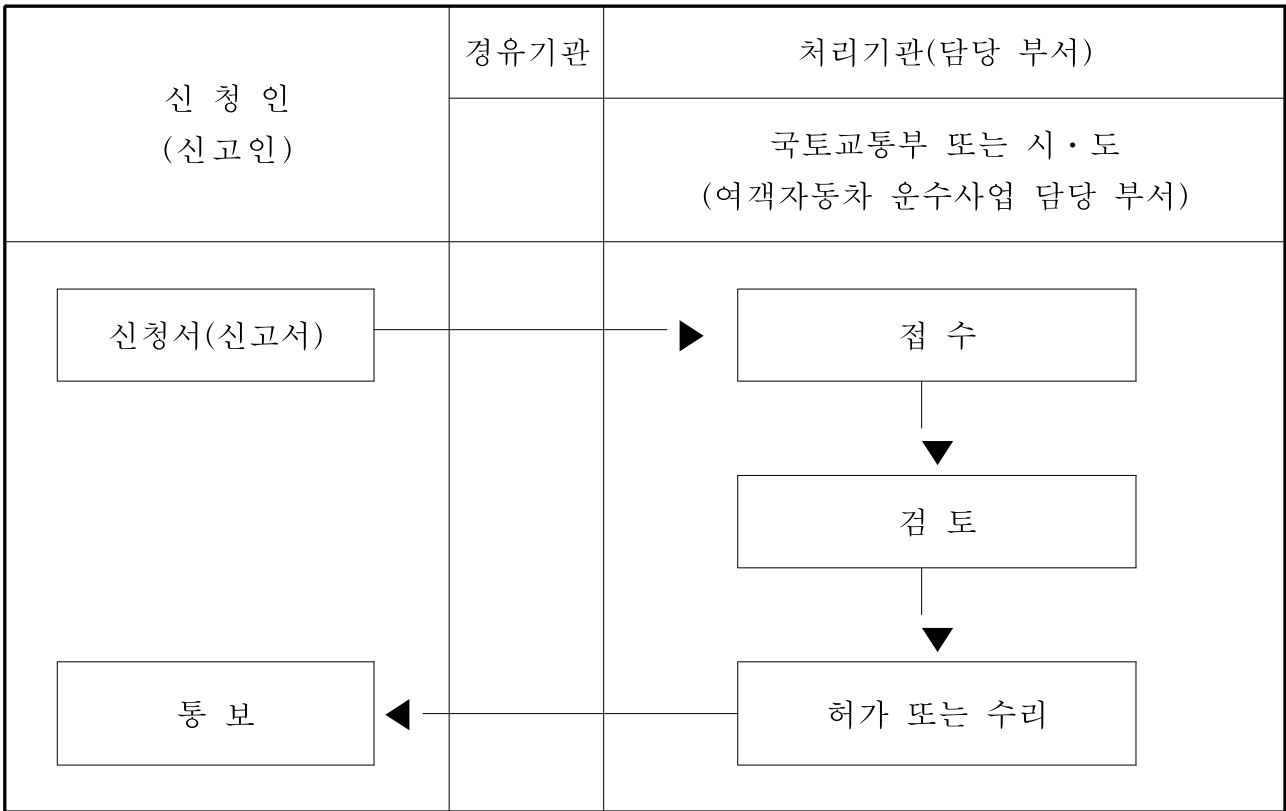 신 청 인
(신고인)
경유기관
처리기관(담당 부서)
국토교통부 또는 시·도
(여객자동차 운수사업 담당 부서)
신청서(신고서)
접 수
검 토
통 보
허가 또는 수리